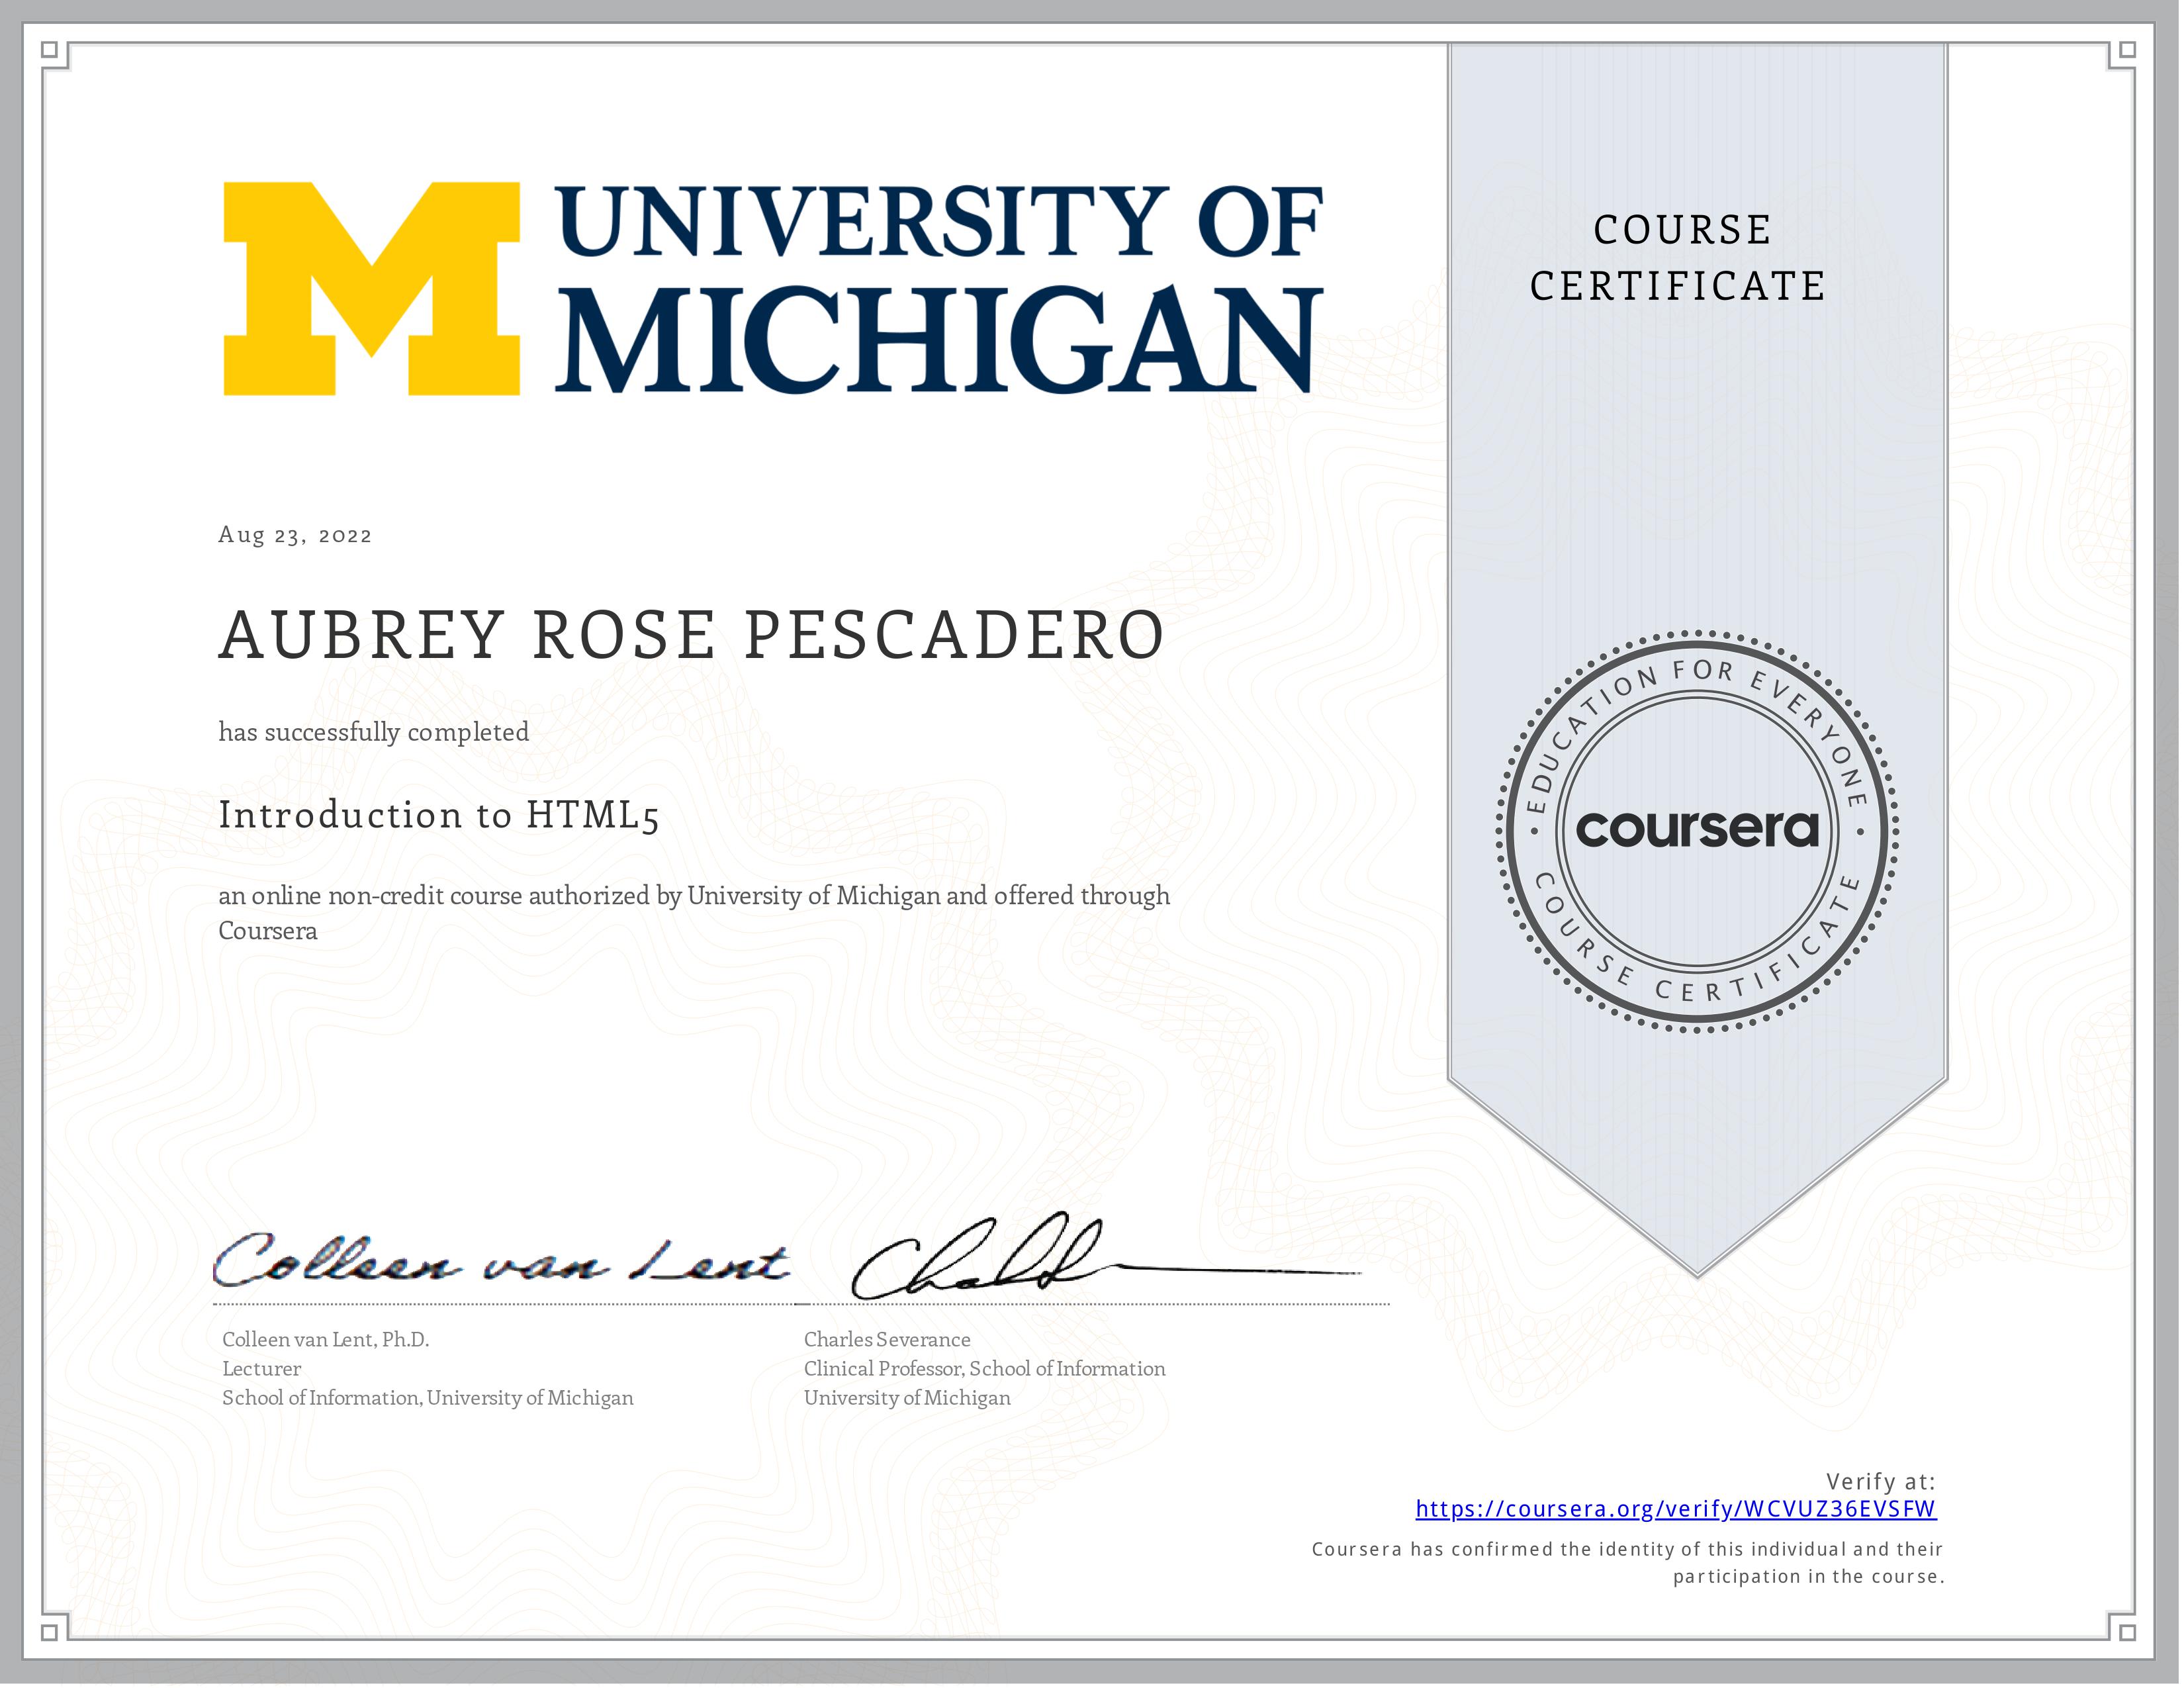 UNIVERSITY OF
MICHIGAN
COURSE
CERTIFICATE
Aug 23, 2022
AUBREY ROSE PESCADERO
has successfully completed
Introduction to HTML5
an online non-credit course authorized by University of Michigan and offered through
Coursera
EDUCATION FOR EVERYONE
coursera
COURSE CERTIFICATE
Colleen van Lent
Colleen van Lent, Ph.D.
Lecturer
School of Information, University of Michigan
Charles Severance
Clinical Professor, School of Information
University of Michigan
Verify at:
https://coursera.org/verify/WCVUZ36EVSFW
Coursera has confirmed the identity of this individual and their
participation in the course.